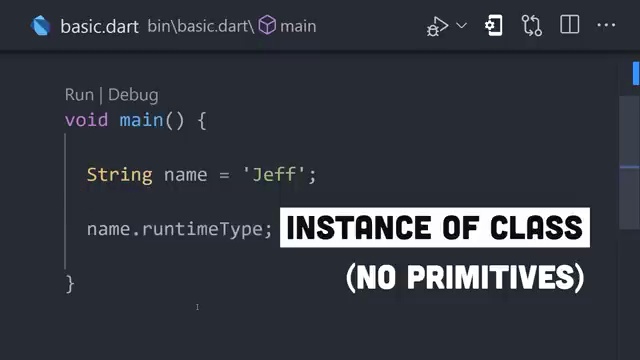 basic.dart bin\basic.dart\ main
Run | Debug
void main() {
String name = 'Jeff';
name.runtimeType; INSTANCE OF CLASS
(NO PRIMITIVES)
}